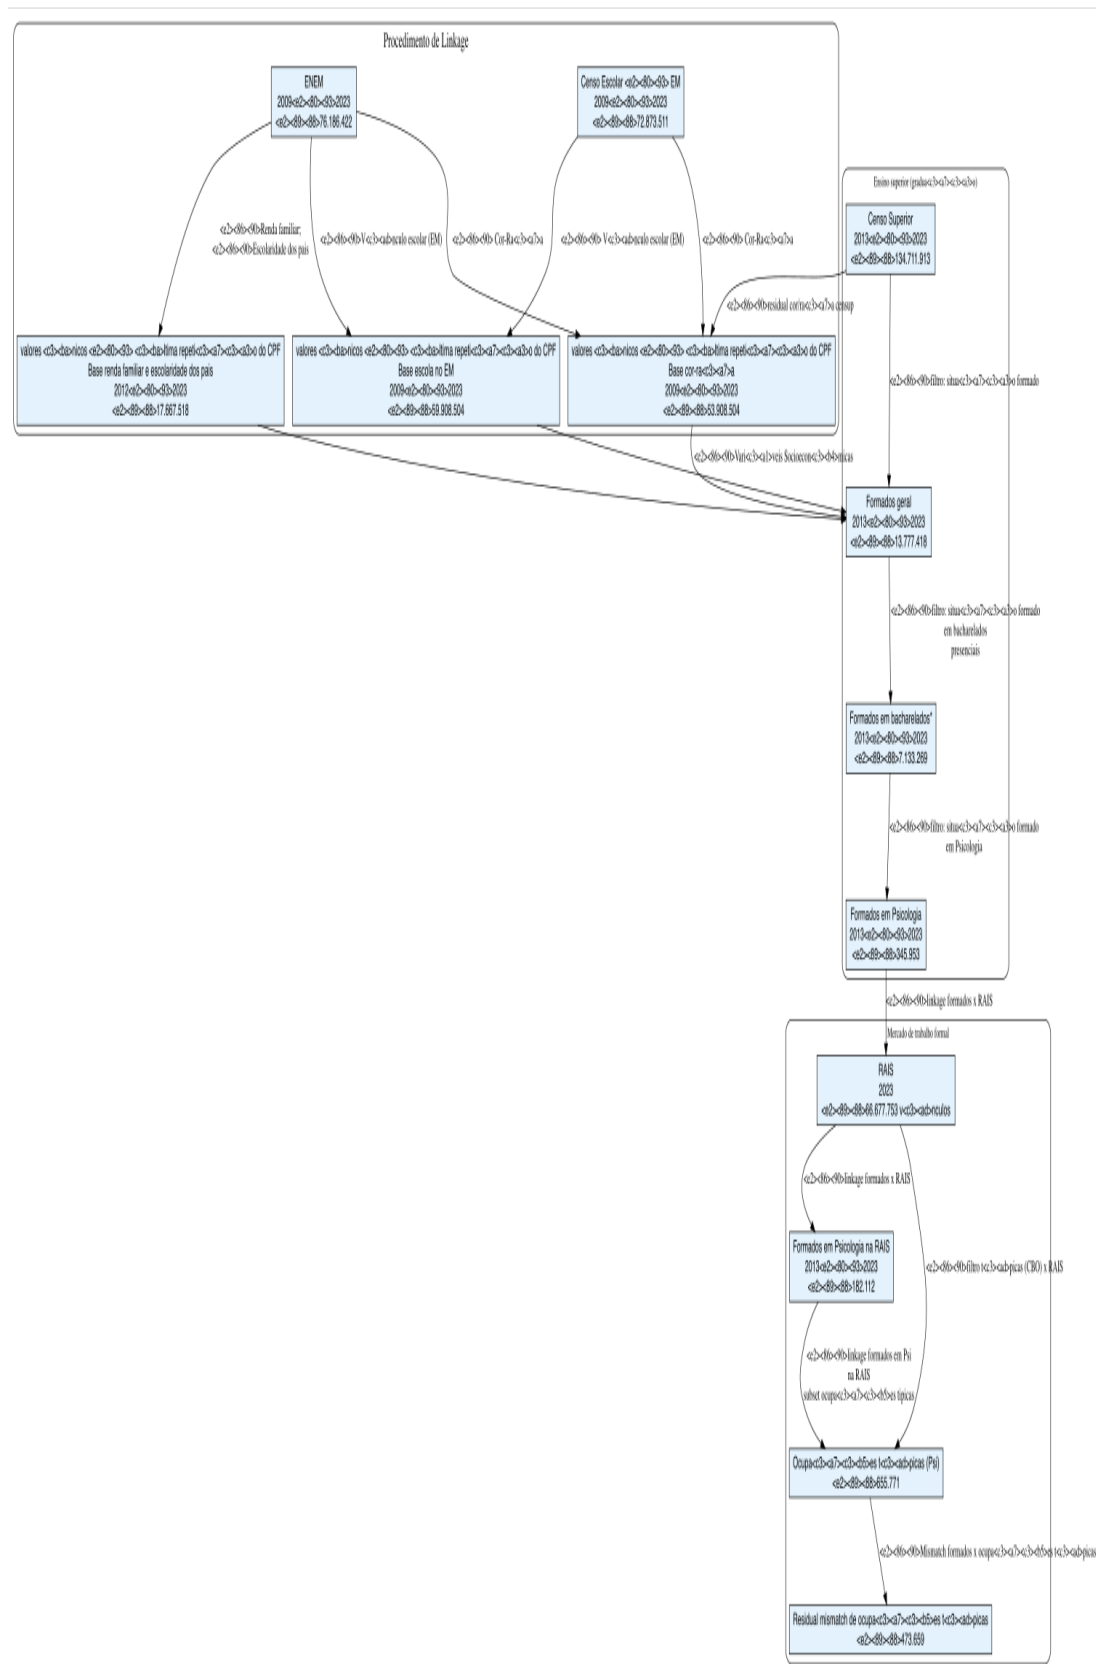 Procedimento de Linkage
ENEM
2009<e2><80><93>2023
<e2><89><88>76.186.422
Censo Escolar <e2><80><93> EM
2009<e2><80><93>2023
<e2><89><88>72.873.511
Ensino superior (gradua<c3><a7><c3><a3>o)
Censo Superior
2013<e2><80><93>2023
<e2><89><88>134.711.913
<e2><86><90>Renda familiar;
<e2><86><90>Escolaridade dos pais
<e2><86><90>V<c3><ad>nculo escolar (EM)
<e2><86><90> Cor-Ra<c3><a7>a
<e2><86><90> V<c3><ad>nculo escolar (EM)
<e2><86><90> Cor-Ra<c3><a7>a
<e2><86><90>residual cor/ra<c3><a7>a censup
valores <c3><ba>nicos <e2><80><93> <c3><ba>ltima repeti<c3><a7><c3><a3>o do CPF
Base renda familiar e escolaridade dos pais
2012<e2><80><93>2023
<e2><89><88>17.667.518
valores <c3><ba>nicos <e2><80><93> <c3><ba>ltima repeti<c3><a7><c3><a3>o do CPF
Base escola no EM
2009<e2><80><93>2023
<e2><89><88>59.908.504
valores <c3><ba>nicos <e2><80><93> <c3><ba>ltima repeti<c3><a7><c3><a3>o do CPF
Base cor-ra<c3><a7>a
2009<e2><80><93>2023
<e2><89><88>53.908.504
<e2><86><90>filtro: situa<c3><a7><c3><a3>o formado
<e2><86><90>Vari<c3><a1>veis Socioecon<c3><b4>micas
Formados geral
2013<e2><80><93>2023
<e2><89><88>13.777.418
<e2><86><90>filtro: situa<c3><a7><c3><a3>o formado
em bacharelados
presenciais
Formados em bacharelados*
2013<e2><80><93>2023
<e2><89><88>7.133.269
<e2><86><90>filtro: situa<c3><a7><c3><a3>o formado
em Psicologia
Formados em Psicologia
2013<e2><80><93>2023
<e2><89><88>345.953
<e2><86><90>linkage formados x RAIS
Mercado de trabalho formal
RAIS
2023
<e2><89><88>66.677.753 v<c3><ad>nculos
<e2><86><90>linkage formados x RAIS
Formados em Psicologia na RAIS
2013<e2><80><93>2023
<e2><89><88>182.112
<e2><86><90>filtro t<c3><ad>picas (CBO) x RAIS
<e2><86><90>linkage formados em Psi
na RAIS
subset ocupa<c3><a7><c3><b5>es tipicas
Ocupa<c3><a7><c3><b5>es t<c3><ad>picas (Psi)
<e2><89><88>655.771
<e2><86><90>Mismatch formados x ocupa<c3><a7><c3><b5>es t<c3><ad>picas
Residual mismatch de ocupa<c3><a7><c3><b5>es t<c3><ad>picas
<e2><89><88>473.659